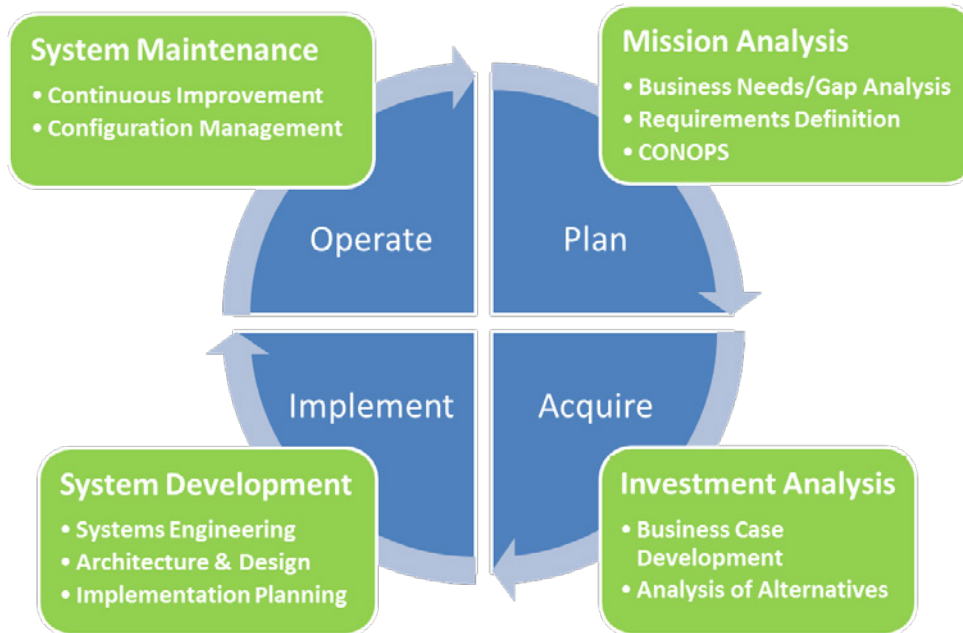 System Maintenance
• Continuous Improvement
• Configuration Management
Mission Analysis
• Business Needs/Gap Analysis
• Requirements Definition
• CONOPS
Operate
Plan
Implement
Acquire
System Development
• Systems Engineering
• Architecture & Design
• Implementation Planning
Investment Analysis
• Business Case
Development
• Analysis of Alternatives